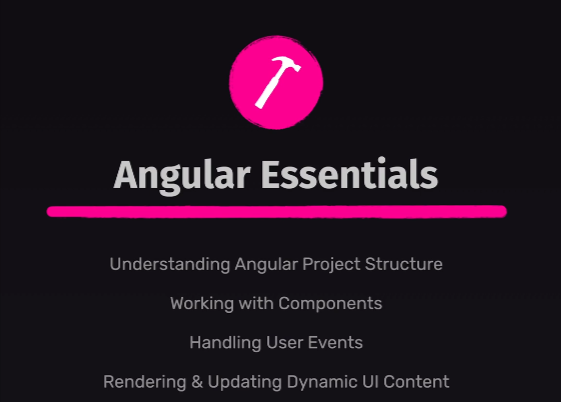 Angular Essentials
Understanding Angular Project Structure
Working with Components
Handling User Events
Rendering & Updating Dynamic UI Content